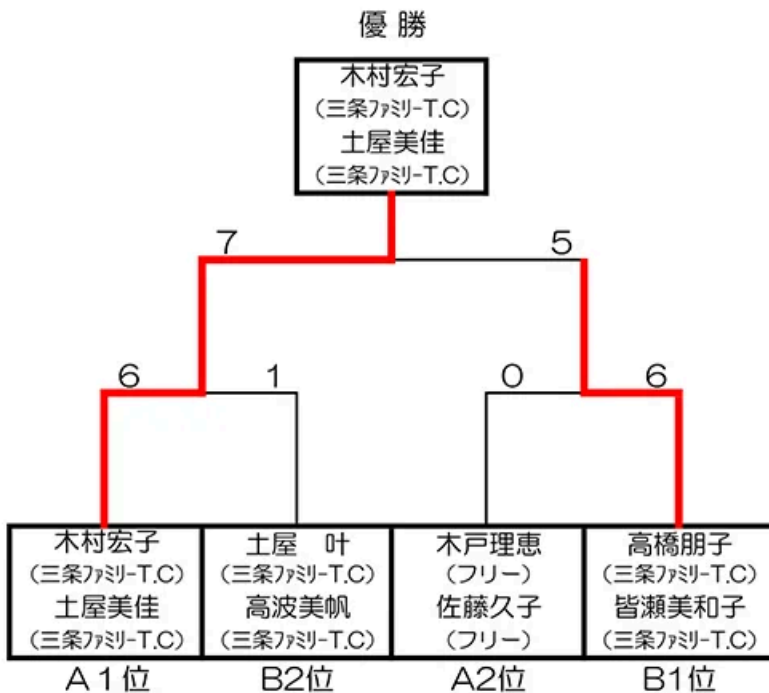 優 勝
木村宏子
(三条ﾌｧﾐﾘｰT.C)
土屋美佳
(三条ﾌｧﾐﾘｰT.C)
7 5
6 1 0 6
木村宏子 土屋　叶 木戸理恵 高橋朋子
(三条ﾌｧﾐﾘｰT.C) (三条ﾌｧﾐﾘｰT.C) (フリー) (三条ﾌｧﾐﾘｰT.C)
土屋美佳 高波美帆 佐藤久子 皆瀬美和子
(三条ﾌｧﾐﾘｰT.C) (三条ﾌｧﾐﾘｰT.C) (フリー) (三条ﾌｧﾐﾘｰT.C)
A１位 B2位 A2位 B1位